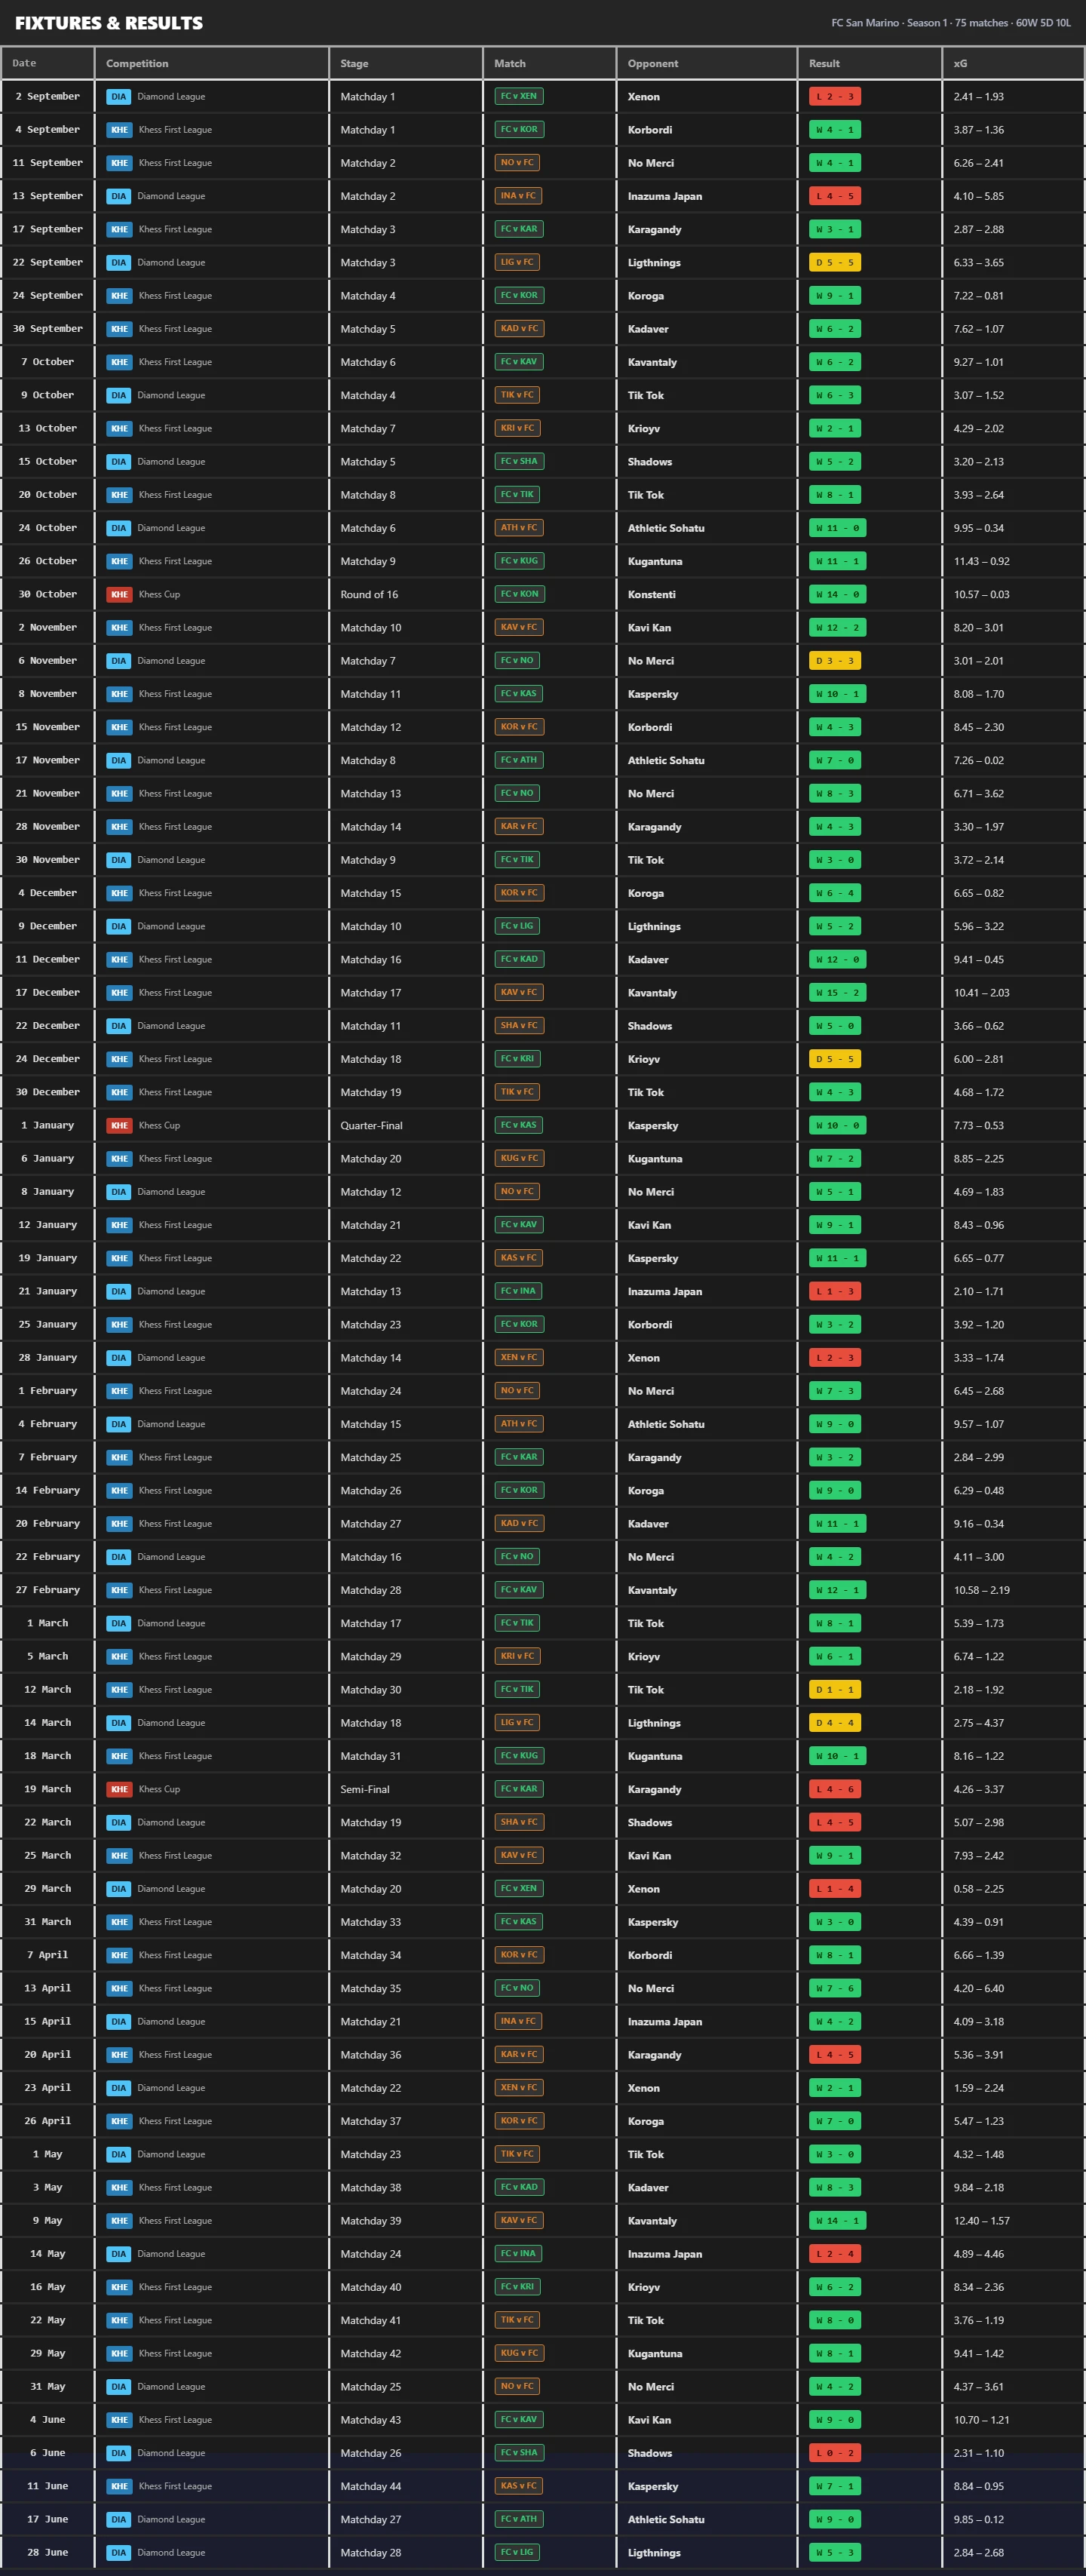 FIXTURES & RESULTS FC San Marino · Season 1 · 75 matches · 60W 5D 10L
Date Competition Stage Match Opponent Result xG
2 September DIA Diamond League Matchday 1 FC v XEN Xenon L 2 - 3 2.41 – 1.93
4 September KHE Khess First League Matchday 1 FC v KOR Korbordi W 4 - 1 3.87 – 1.36
11 September KHE Khess First League Matchday 2 NO v FC No Merci W 4 - 1 6.26 – 2.41
13 September DIA Diamond League Matchday 2 INA v FC Inazuma Japan L 4 - 5 4.10 – 5.85
17 September KHE Khess First League Matchday 3 FC v KAR Karagandy W 3 - 1 2.87 – 2.88
22 September DIA Diamond League Matchday 3 LIG v FC Ligthnings D 5 - 5 6.33 – 3.65
24 September KHE Khess First League Matchday 4 FC v KOR Koroga W 9 - 1 7.22 – 0.81
30 September KHE Khess First League Matchday 5 KAD v FC Kadaver W 6 - 2 7.62 – 1.07
7 October KHE Khess First League Matchday 6 FC v KAV Kavantaly W 6 - 2 9.27 – 1.01
9 October DIA Diamond League Matchday 4 TIK v FC Tik Tok W 6 - 3 3.07 – 1.52
13 October KHE Khess First League Matchday 7 KRI v FC Krioyv W 2 - 1 4.29 – 2.02
15 October DIA Diamond League Matchday 5 FC v SHA Shadows W 5 - 2 3.20 – 2.13
20 October KHE Khess First League Matchday 8 FC v TIK Tik Tok W 8 - 1 3.93 – 2.64
24 October DIA Diamond League Matchday 6 ATH v FC Athletic Sohatu W 11 - 0 9.95 – 0.34
26 October KHE Khess First League Matchday 9 FC v KUG Kugantuna W 11 - 1 11.43 – 0.92
30 October KHE Khess Cup Round of 16 FC v KON Konstenti W 14 - 0 10.57 – 0.03
2 November KHE Khess First League Matchday 10 KAV v FC Kavi Kan W 12 - 2 8.20 – 3.01
6 November DIA Diamond League Matchday 7 FC v NO No Merci D 3 - 3 3.01 – 2.01
8 November KHE Khess First League Matchday 11 FC v KAS Kaspersky W 10 - 1 8.08 – 1.70
15 November KHE Khess First League Matchday 12 KOR v FC Korbordi W 4 - 3 8.45 – 2.30
17 November DIA Diamond League Matchday 8 FC v ATH Athletic Sohatu W 7 - 0 7.26 – 0.02
21 November KHE Khess First League Matchday 13 FC v NO No Merci W 8 - 3 6.71 – 3.62
28 November KHE Khess First League Matchday 14 KAR v FC Karagandy W 4 - 3 3.30 – 1.97
30 November DIA Diamond League Matchday 9 FC v TIK Tik Tok W 3 - 0 3.72 – 2.14
4 December KHE Khess First League Matchday 15 KOR v FC Koroga W 6 - 4 6.65 – 0.82
9 December DIA Diamond League Matchday 10 FC v LIG Ligthnings W 5 - 2 5.96 – 3.22
11 December KHE Khess First League Matchday 16 FC v KAD Kadaver W 12 - 0 9.41 – 0.45
17 December KHE Khess First League Matchday 17 KAV v FC Kavantaly W 15 - 2 10.41 – 2.03
22 December DIA Diamond League Matchday 11 SHA v FC Shadows W 5 - 0 3.66 – 0.62
24 December KHE Khess First League Matchday 18 FC v KRI Krioyv D 5 - 5 6.00 – 2.81
30 December KHE Khess First League Matchday 19 TIK v FC Tik Tok W 4 - 3 4.68 – 1.72
1 January KHE Khess Cup Quarter-Final FC v KAS Kaspersky W 10 - 0 7.73 – 0.53
6 January KHE Khess First League Matchday 20 KUG v FC Kugantuna W 7 - 2 8.85 – 2.25
8 January DIA Diamond League Matchday 12 NO v FC No Merci W 5 - 1 4.69 – 1.83
12 January KHE Khess First League Matchday 21 FC v KAV Kavi Kan W 9 - 1 8.43 – 0.96
19 January KHE Khess First League Matchday 22 KAS v FC Kaspersky W 11 - 1 6.65 – 0.77
21 January DIA Diamond League Matchday 13 FC v INA Inazuma Japan L 1 - 3 2.10 – 1.71
25 January KHE Khess First League Matchday 23 FC v KOR Korbordi W 3 - 2 3.92 – 1.20
28 January DIA Diamond League Matchday 14 XEN v FC Xenon L 2 - 3 3.33 – 1.74
1 February KHE Khess First League Matchday 24 NO v FC No Merci W 7 - 3 6.45 – 2.68
4 February DIA Diamond League Matchday 15 ATH v FC Athletic Sohatu W 9 - 0 9.57 – 1.07
7 February KHE Khess First League Matchday 25 FC v KAR Karagandy W 3 - 2 2.84 – 2.99
14 February KHE Khess First League Matchday 26 FC v KOR Koroga W 9 - 0 6.29 – 0.48
20 February KHE Khess First League Matchday 27 KAD v FC Kadaver W 11 - 1 9.16 – 0.34
22 February DIA Diamond League Matchday 16 FC v NO No Merci W 4 - 2 4.11 – 3.00
27 February KHE Khess First League Matchday 28 FC v KAV Kavantaly W 12 - 1 10.58 – 2.19
1 March DIA Diamond League Matchday 17 FC v TIK Tik Tok W 8 - 1 5.39 – 1.73
5 March KHE Khess First League Matchday 29 KRI v FC Krioyv W 6 - 1 6.74 – 1.22
12 March KHE Khess First League Matchday 30 FC v TIK Tik Tok D 1 - 1 2.18 – 1.92
14 March DIA Diamond League Matchday 18 LIG v FC Ligthnings D 4 - 4 2.75 – 4.37
18 March KHE Khess First League Matchday 31 FC v KUG Kugantuna W 10 - 1 8.16 – 1.22
19 March KHE Khess Cup Semi-Final FC v KAR Karagandy L 4 - 6 4.26 – 3.37
22 March DIA Diamond League Matchday 19 SHA v FC Shadows L 4 - 5 5.07 – 2.98
25 March KHE Khess First League Matchday 32 KAV v FC Kavi Kan W 9 - 1 7.93 – 2.42
29 March DIA Diamond League Matchday 20 FC v XEN Xenon L 1 - 4 0.58 – 2.25
31 March KHE Khess First League Matchday 33 FC v KAS Kaspersky W 3 - 0 4.39 – 0.91
7 April KHE Khess First League Matchday 34 KOR v FC Korbordi W 8 - 1 6.66 – 1.39
13 April KHE Khess First League Matchday 35 FC v NO No Merci W 7 - 6 4.20 – 6.40
15 April DIA Diamond League Matchday 21 INA v FC Inazuma Japan W 4 - 2 4.09 – 3.18
20 April KHE Khess First League Matchday 36 KAR v FC Karagandy L 4 - 5 5.36 – 3.91
23 April DIA Diamond League Matchday 22 XEN v FC Xenon W 2 - 1 1.59 – 2.24
26 April KHE Khess First League Matchday 37 KOR v FC Koroga W 7 - 0 5.47 – 1.23
1 May DIA Diamond League Matchday 23 TIK v FC Tik Tok W 3 - 0 4.32 – 1.48
3 May KHE Khess First League Matchday 38 FC v KAD Kadaver W 8 - 3 9.84 – 2.18
9 May KHE Khess First League Matchday 39 KAV v FC Kavantaly W 14 - 1 12.40 – 1.57
14 May DIA Diamond League Matchday 24 FC v INA Inazuma Japan L 2 - 4 4.89 – 4.46
16 May KHE Khess First League Matchday 40 FC v KRI Krioyv W 6 - 2 8.34 – 2.36
22 May KHE Khess First League Matchday 41 TIK v FC Tik Tok W 8 - 0 3.76 – 1.19
29 May KHE Khess First League Matchday 42 KUG v FC Kugantuna W 8 - 1 9.41 – 1.42
31 May DIA Diamond League Matchday 25 NO v FC No Merci W 4 - 2 4.37 – 3.61
4 June KHE Khess First League Matchday 43 FC v KAV Kavi Kan W 9 - 0 10.70 – 1.21
6 June DIA Diamond League Matchday 26 FC v SHA Shadows L 0 - 2 2.31 – 1.10
11 June KHE Khess First League Matchday 44 KAS v FC Kaspersky W 7 - 1 8.84 – 0.95
17 June DIA Diamond League Matchday 27 FC v ATH Athletic Sohatu W 9 - 0 9.85 – 0.12
28 June DIA Diamond League Matchday 28 FC v LIG Ligthnings W 5 - 3 2.84 – 2.68